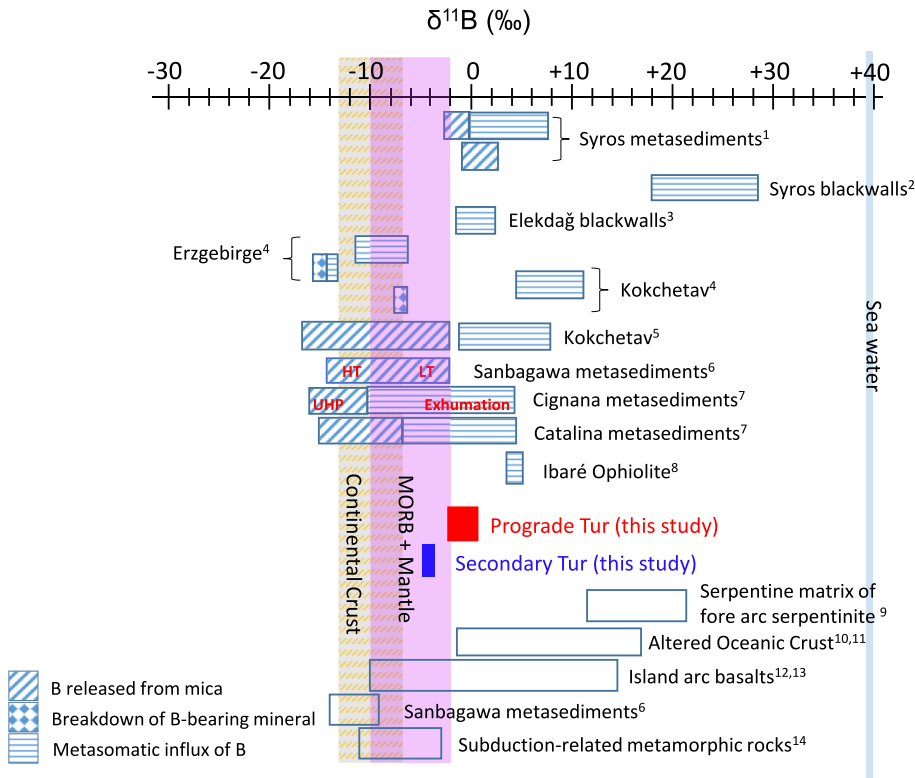 δ¹¹B (‰)
-30 -20 -10 0 +10 +20 +30 +40
Syros metasediments¹
Syros blackwalls²
Elekdağ blackwalls³
Erzgebirge⁴
Kokchetav⁴
Sea water
Kokchetav⁵
HT LT Sanbagawa metasediments⁶
UHP Exhumation Cignana metasediments⁷
Catalina metasediments⁷
Ibaré Ophiolite⁸
Continental Crust
MORB + Mantle
Prograde Tur (this study)
Secondary Tur (this study)
Serpentine matrix of
fore arc serpentinite ⁹
Altered Oceanic Crust¹⁰,¹¹
Island arc basalts¹²,¹³
Sanbagawa metasediments⁶
Subduction-related metamorphic rocks¹⁴
B released from mica
Breakdown of B-bearing mineral
Metasomatic influx of B